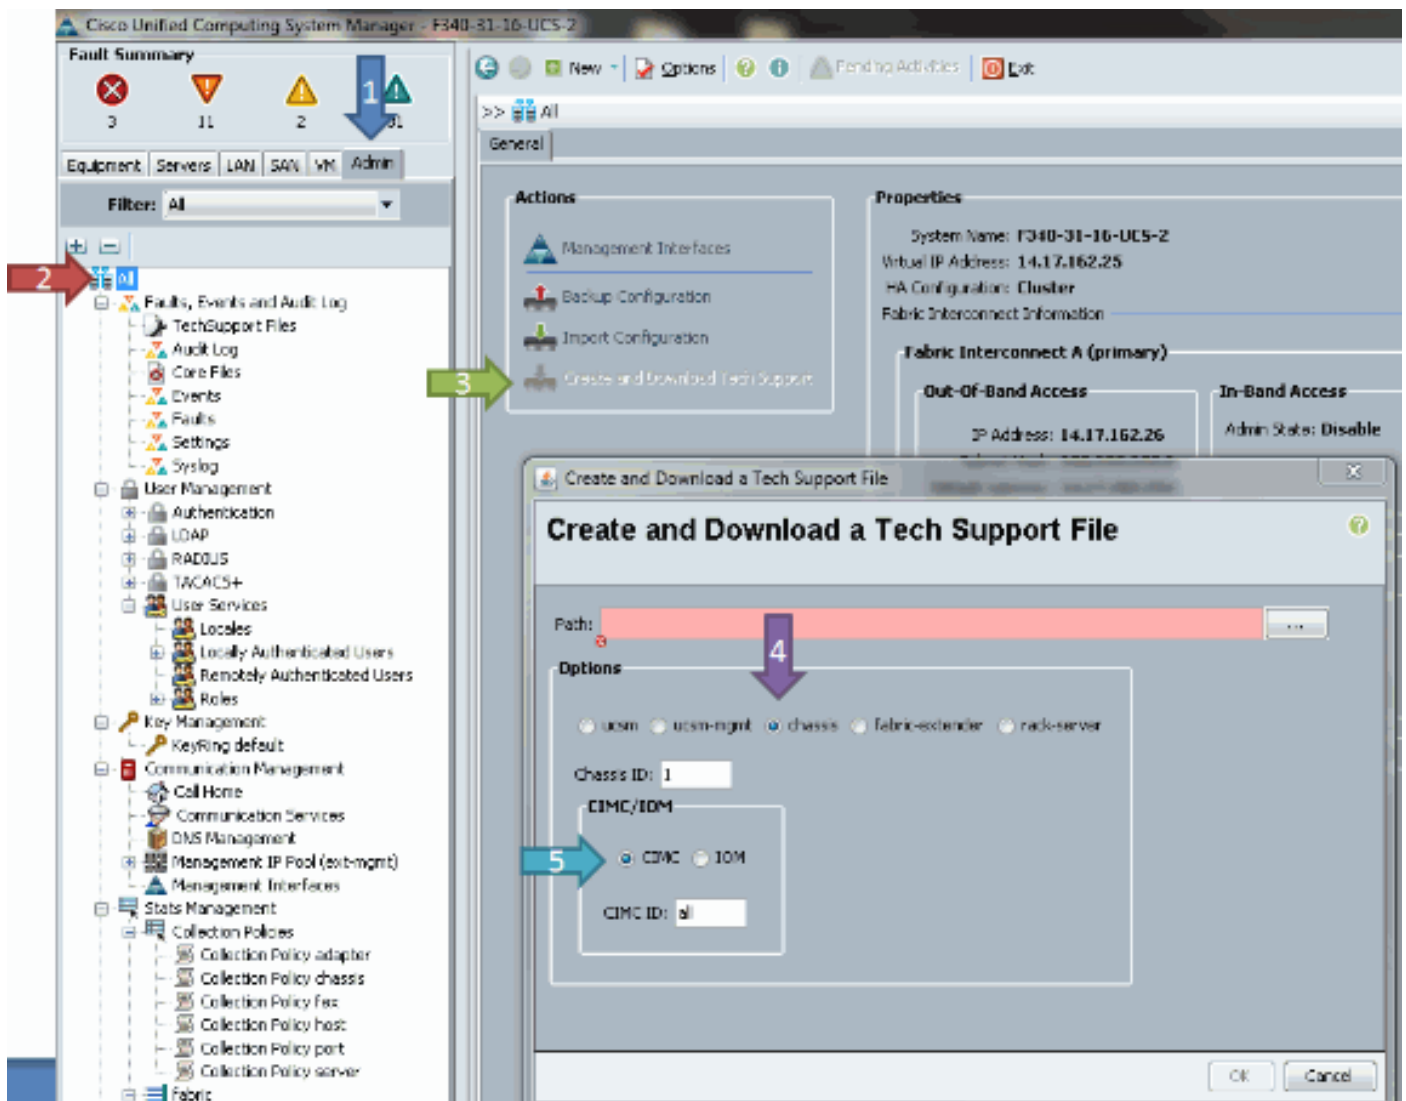 Cisco Unified Computing System Manager - F340-31-16-UCS-2
Fault Summary
3 11 2
1
Equipment Servers LAN SAN VM Admin
Filter: All
2
All
Faults, Events and Audit Log
TechSupport Files
Audit Log
Core Files
Events
Faults
Settings
Syslog
User Management
Authentication
LDAP
RADIUS
TACACS+
User Services
Locales
Locally Authenticated Users
Remotely Authenticated Users
Roles
Key Management
KeyRing default
Communication Management
Call Home
Communication Services
DNS Management
Management IP Pool (ext-mgmt)
Management Interfaces
Stats Management
Collection Policies
Collection Policy adapter
Collection Policy chassis
Collection Policy fex
Collection Policy host
Collection Policy port
Collection Policy server
fabric
New Options Pending Activities Exit
>> All
General
Actions
Management Interfaces
Backup Configuration
Import Configuration
3
Create and Download Tech Support
Properties
System Name: F340-31-16-UCS-2
Virtual IP Address: 14.17.162.25
HA Configuration: Cluster
Fabric Interconnect Information
Fabric Interconnect A (primary)
Out-Of-Band Access
IP Address: 14.17.162.26
In-Band Access
Admin State: Disable
Create and Download a Tech Support File
Create and Download a Tech Support File
Path: ...
4
Options
ucsm ucsm-mgmt chassis fabric-extender rack-server
Chassis ID: 1
CIMC/IOM
5
CIMC IOM
CIMC ID: all
OK Cancel